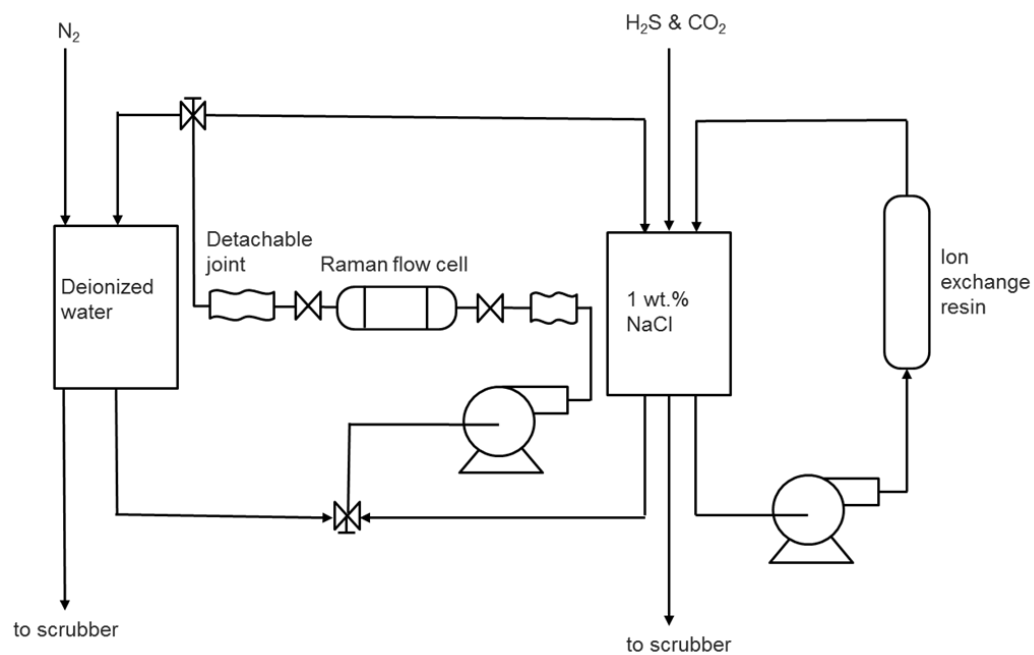 N₂
H₂S & CO₂
Detachable
joint
Raman flow cell
Deionized
water
1 wt.%
NaCl
Ion
exchange
resin
to scrubber
to scrubber